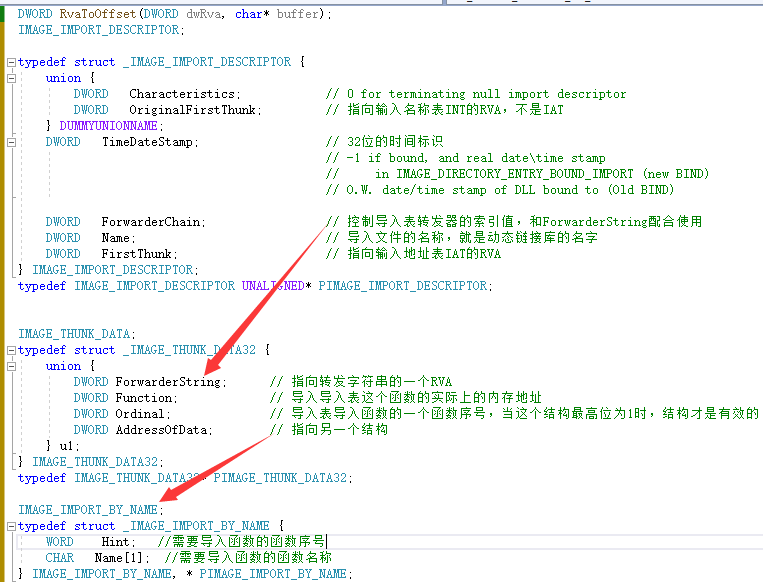 DWORD RvaToOffset(DWORD dwRva, char* buffer);
IMAGE_IMPORT_DESCRIPTOR;
typedef struct _IMAGE_IMPORT_DESCRIPTOR {
union {
DWORD Characteristics; // 0 for terminating null import descriptor
DWORD OriginalFirstThunk; // 指向输入名称表INT的RVA，不是IAT
} DUMMYUNIONNAME;
DWORD TimeDateStamp; // 32位的时间标识
// -1 if bound, and real date\time stamp
// in IMAGE_DIRECTORY_ENTRY_BOUND_IMPORT (new BIND)
// O.W. date/time stamp of DLL bound to (Old BIND)
DWORD ForwarderChain; // 控制导入表转发器的索引值，和ForwarderString配合使用
DWORD Name; // 导入文件的名称，就是动态链接库的名字
DWORD FirstThunk; // 指向输入地址表IAT的RVA
} IMAGE_IMPORT_DESCRIPTOR;
typedef IMAGE_IMPORT_DESCRIPTOR UNALIGNED* PIMAGE_IMPORT_DESCRIPTOR;
IMAGE_THUNK_DATA;
typedef struct _IMAGE_THUNK_DATA32 {
union {
DWORD ForwarderString; // 指向转发字符串的一个RVA
DWORD Function; // 导入导入表这个函数的实际上的内存地址
DWORD Ordinal; // 导入表导入函数的一个函数序号，当这个结构最高位为1时，结构才是有效的
DWORD AddressOfData; // 指向另一个结构
} u1;
} IMAGE_THUNK_DATA32;
typedef IMAGE_THUNK_DATA32* PIMAGE_THUNK_DATA32;
IMAGE_IMPORT_BY_NAME;
typedef struct _IMAGE_IMPORT_BY_NAME {
WORD Hint; //需要导入函数的函数序号
CHAR Name[1]; //需要导入函数的函数名称
} IMAGE_IMPORT_BY_NAME, * PIMAGE_IMPORT_BY_NAME;